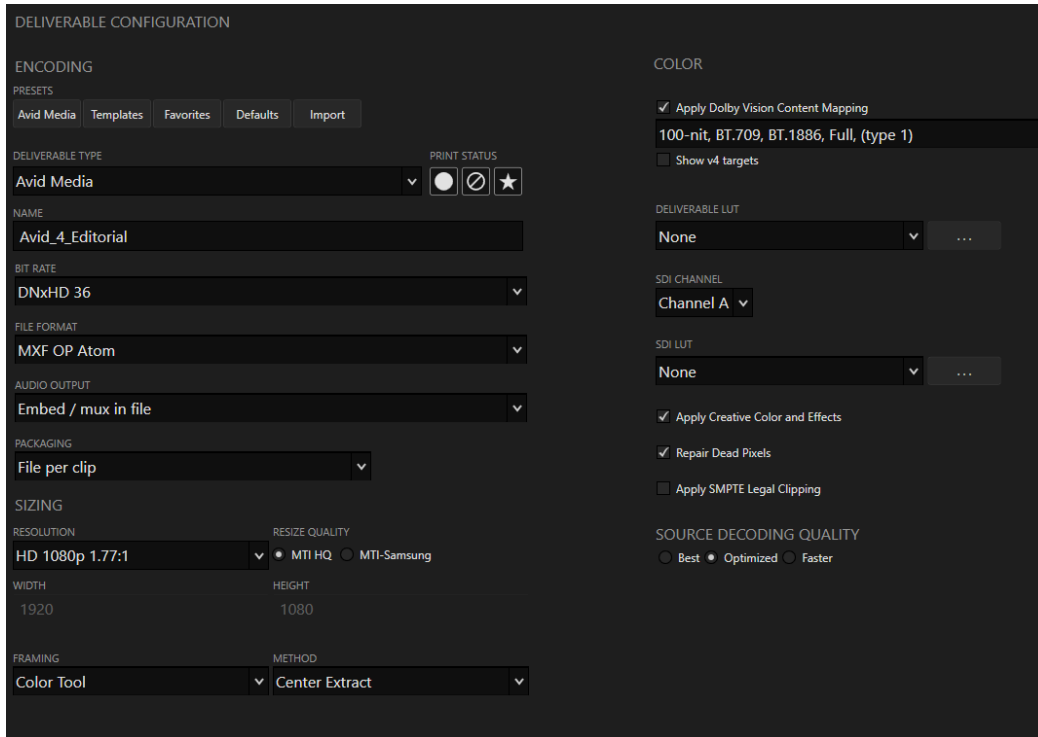 DELIVERABLE CONFIGURATION
ENCODING
PRESETS
Avid Media Templates Favorites Defaults Import
DELIVERABLE TYPE PRINT STATUS
Avid Media
NAME
Avid_4_Editorial
BIT RATE
DNxHD 36
FILE FORMAT
MXF OP Atom
AUDIO OUTPUT
Embed / mux in file
PACKAGING
File per clip
SIZING
RESOLUTION RESIZE QUALITY
HD 1080p 1.77:1 MTI HQ MTI-Samsung
WIDTH HEIGHT
1920 1080
FRAMING METHOD
Color Tool Center Extract
COLOR
Apply Dolby Vision Content Mapping
100-nit, BT.709, BT.1886, Full, (type 1)
Show v4 targets
DELIVERABLE LUT
None ...
SDI CHANNEL
Channel A
SDI LUT
None ...
Apply Creative Color and Effects
Repair Dead Pixels
Apply SMPTE Legal Clipping
SOURCE DECODING QUALITY
Best Optimized Faster